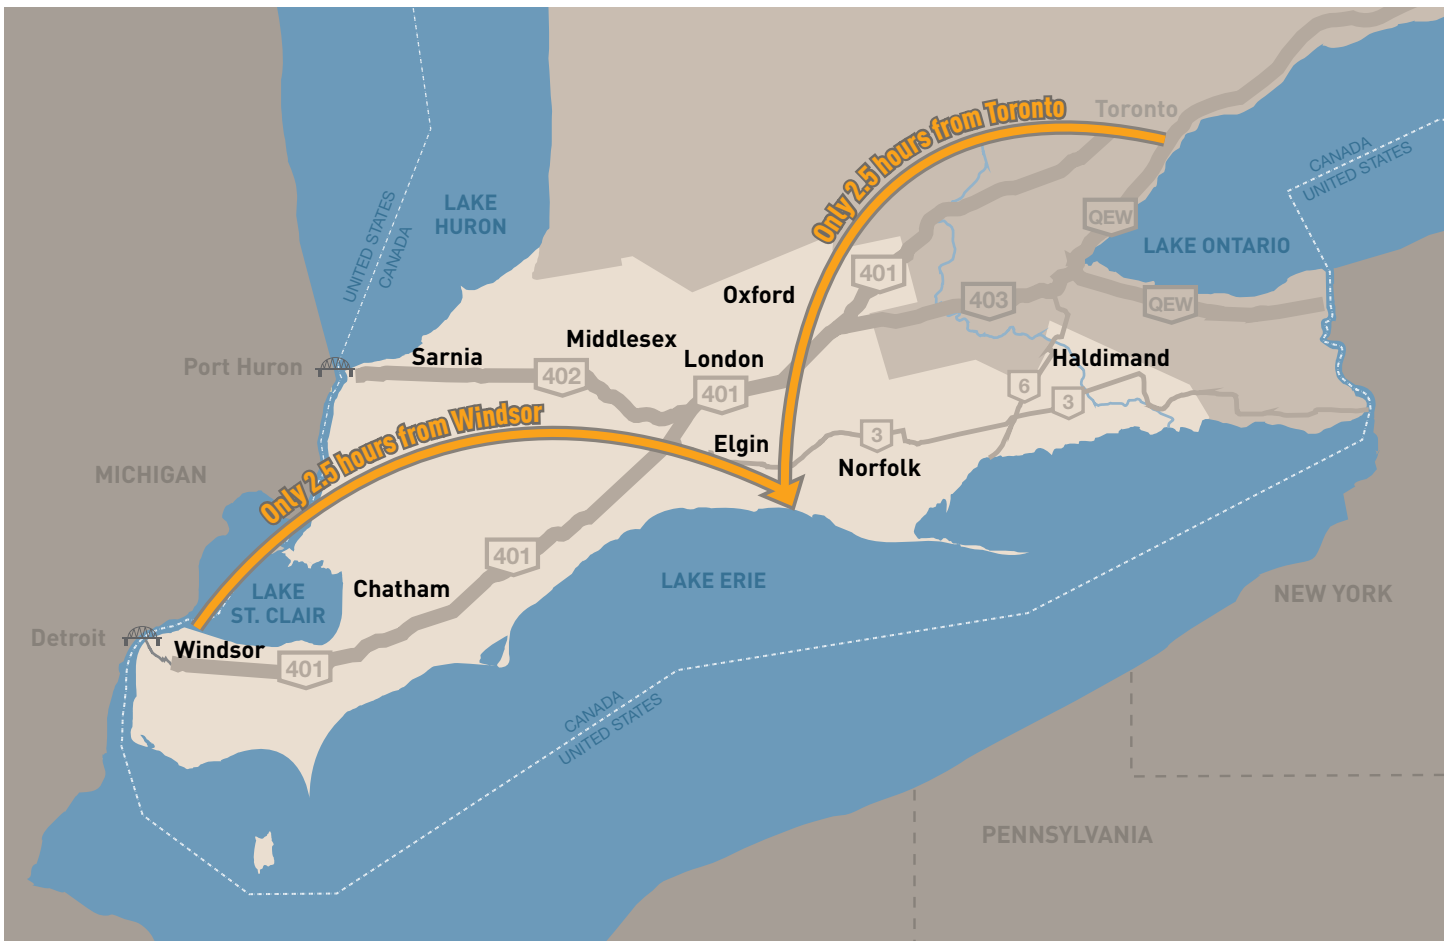 Toronto
Only 2.5 hours from Toronto
CANADA
UNITED STATES
LAKE
HURON
UNITED STATES
CANADA
QEW
LAKE ONTARIO
401
Oxford
403
QEW
Middlesex
Sarnia
London
Haldimand
Port Huron
402
401
6
3
Only 2.5 hours from Windsor
Elgin
3
Norfolk
MICHIGAN
401
LAKE ERIE
Chatham
LAKE
ST. CLAIR
NEW YORK
Detroit
Windsor
401
CANADA
UNITED STATES
PENNSYLVANIA